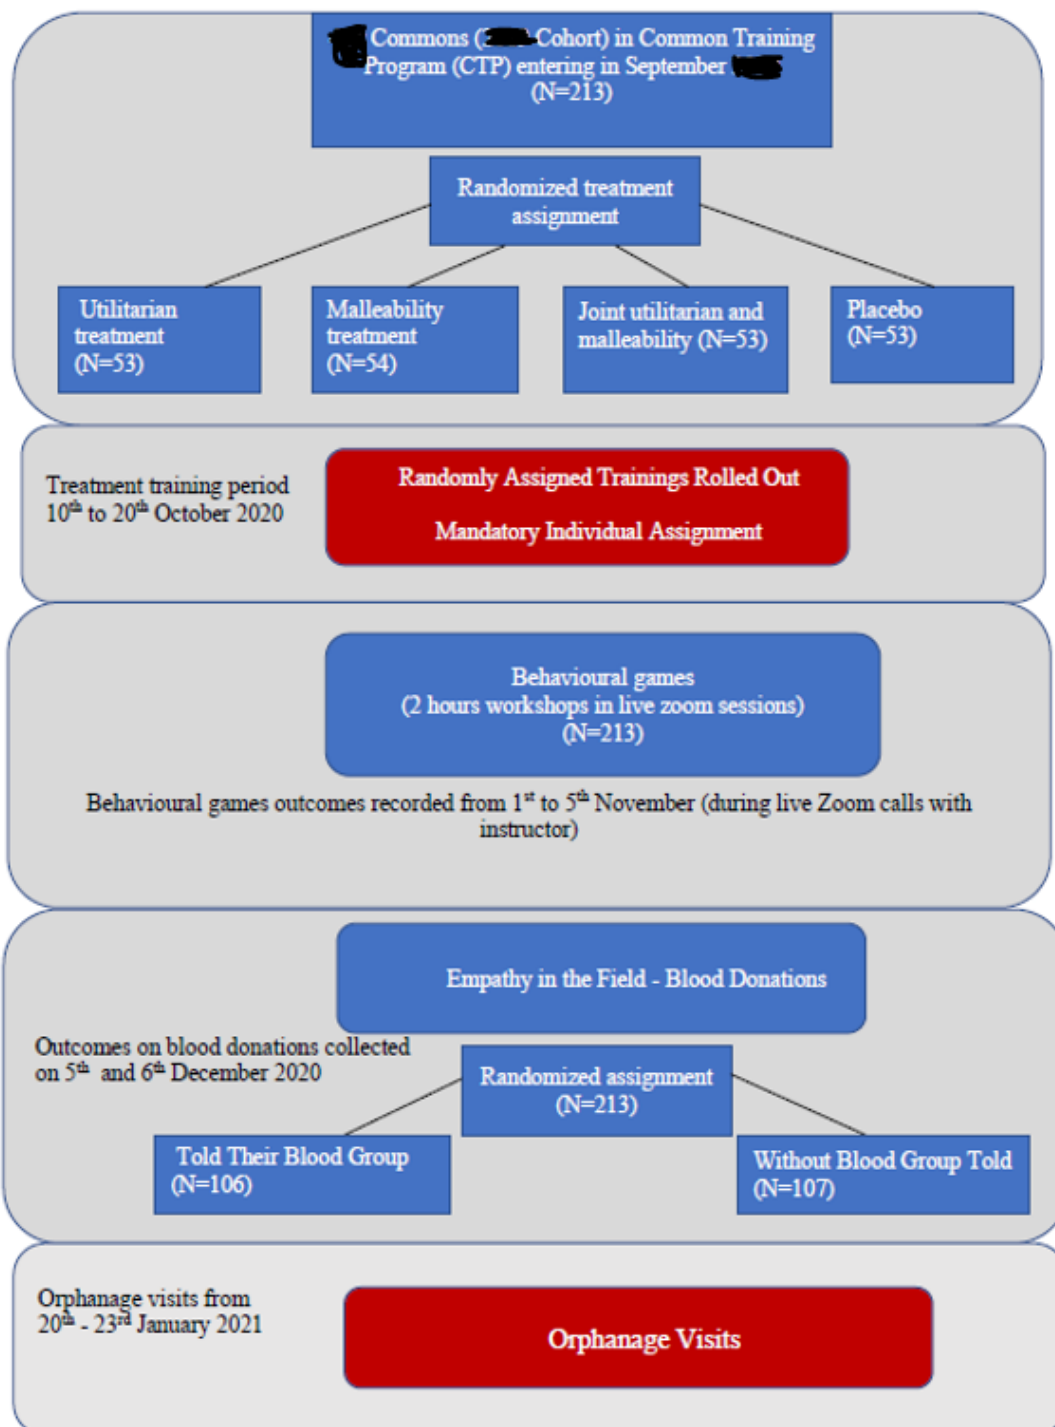 Commons ( Cohort) in Common Training
Program (CTP) entering in September
(N=213)
Randomized treatment
assignment
Utilitarian
treatment
(N=53)
Malleability
treatment
(N=54)
Joint utilitarian and
malleability (N=53)
Placebo
(N=53)
Treatment training period
10th to 20th October 2020
Randomly Assigned Trainings Rolled Out
Mandatory Individual Assignment
Behavioural games
(2 hours workshops in live zoom sessions)
(N=213)
Behavioural games outcomes recorded from 1st to 5th November (during live Zoom calls with
instructor)
Empathy in the Field - Blood Donations
Outcomes on blood donations collected
on 5th and 6th December 2020
Randomized assignment
(N=213)
Told Their Blood Group
(N=106)
Without Blood Group Told
(N=107)
Orphanage visits from
20th - 23rd January 2021
Orphanage Visits